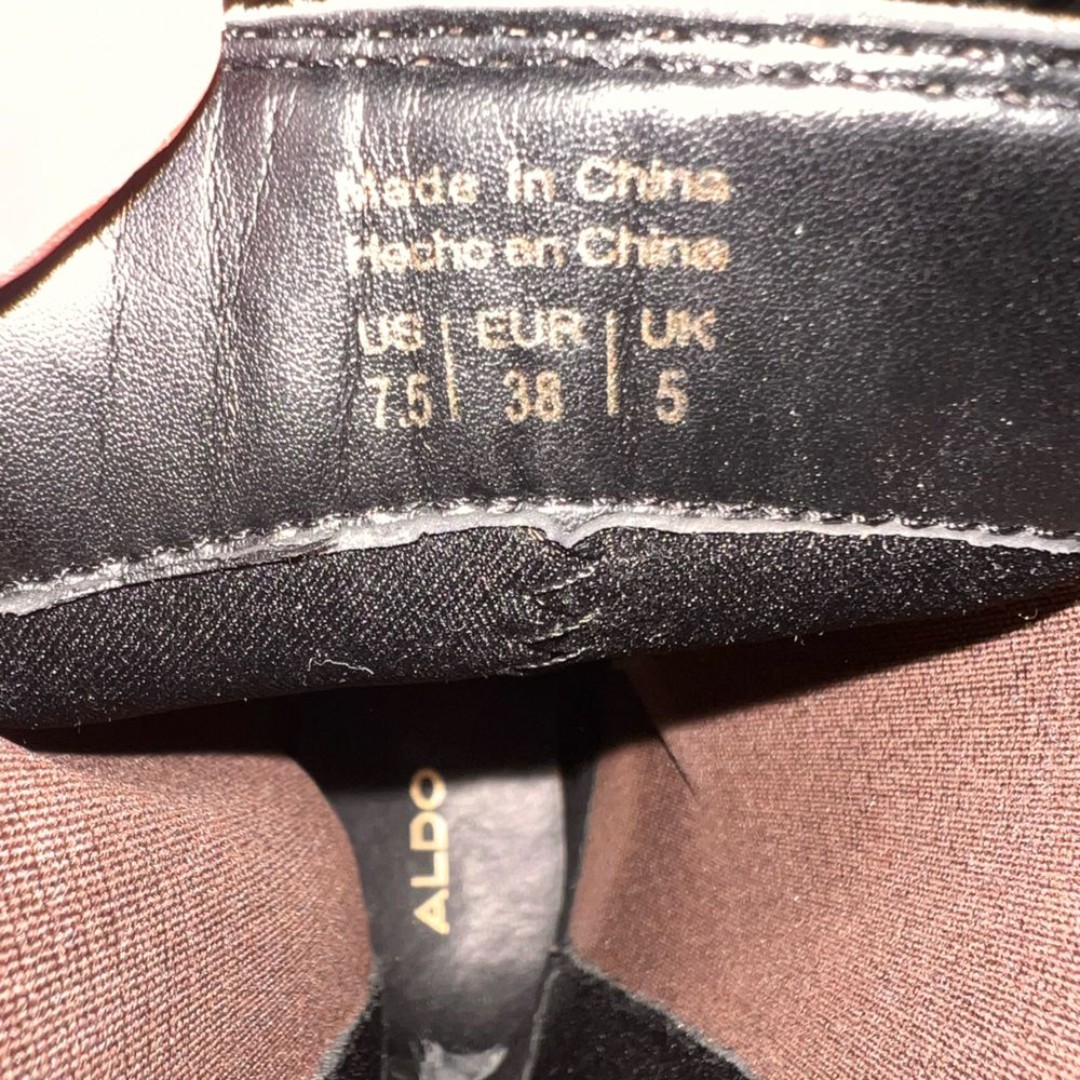 Made in China
Hecho en China
US | EUR | UK
7.5 | 38 | 5
ALDO